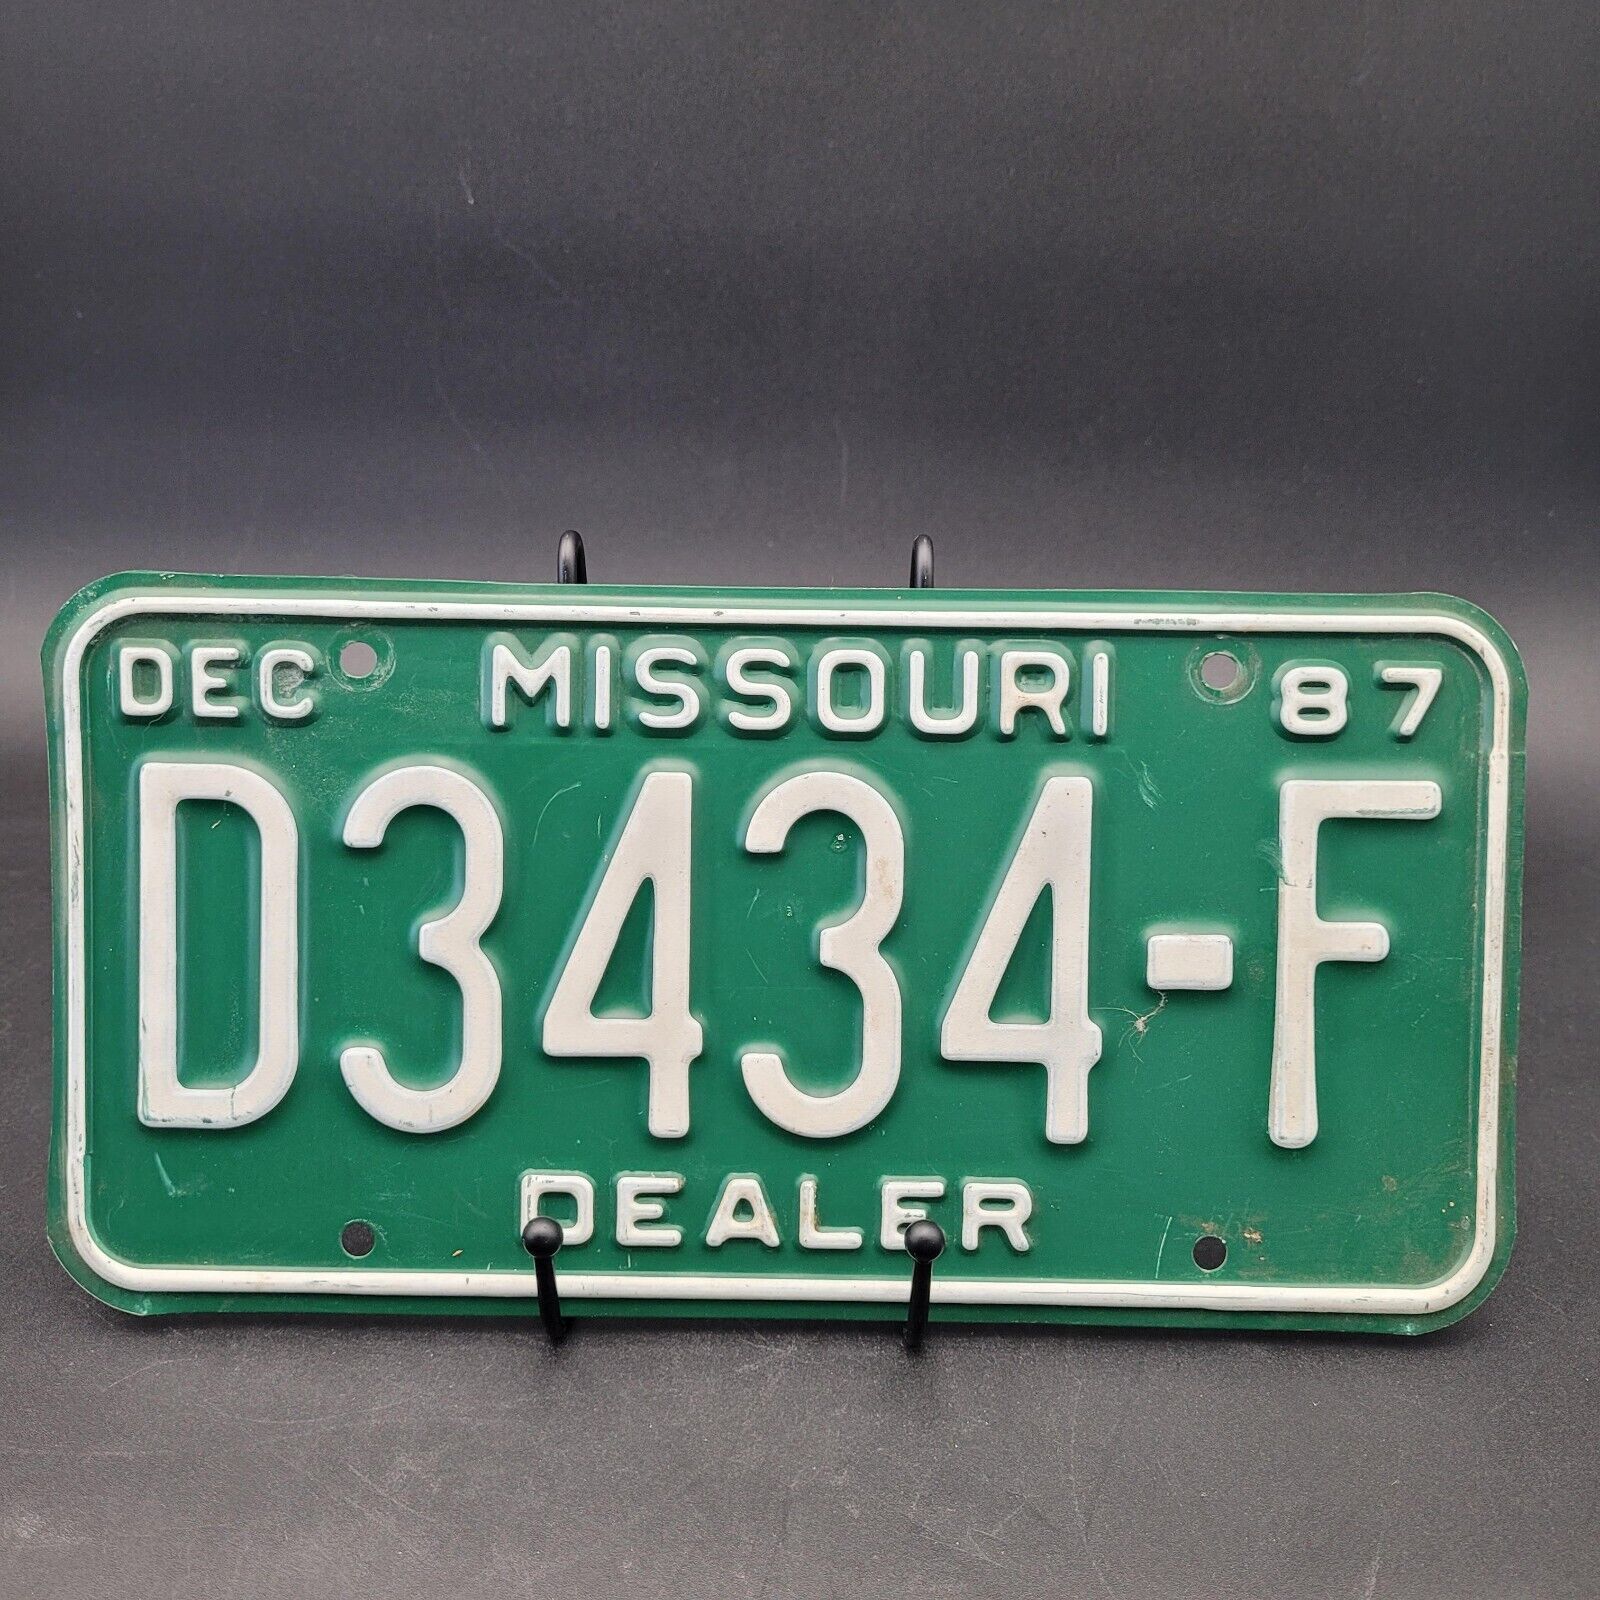 DEC MISSOURI 87
D3434-F
DEALER